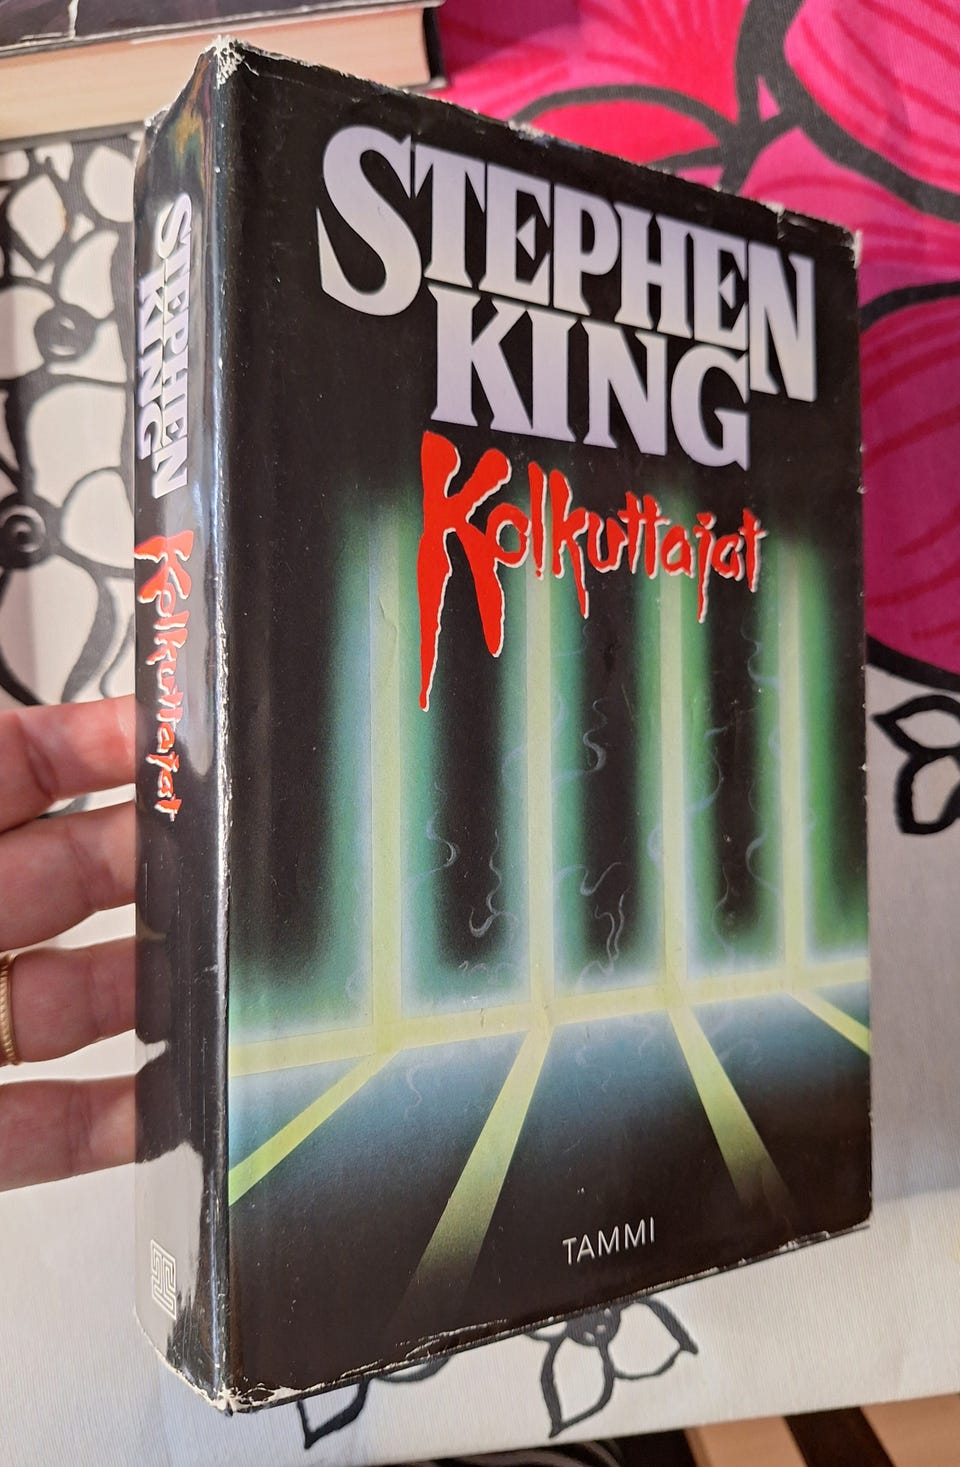 STEPHEN
KING
Kolkuttajat
TAMMI
STEPHEN
KING
Kolkuttajat